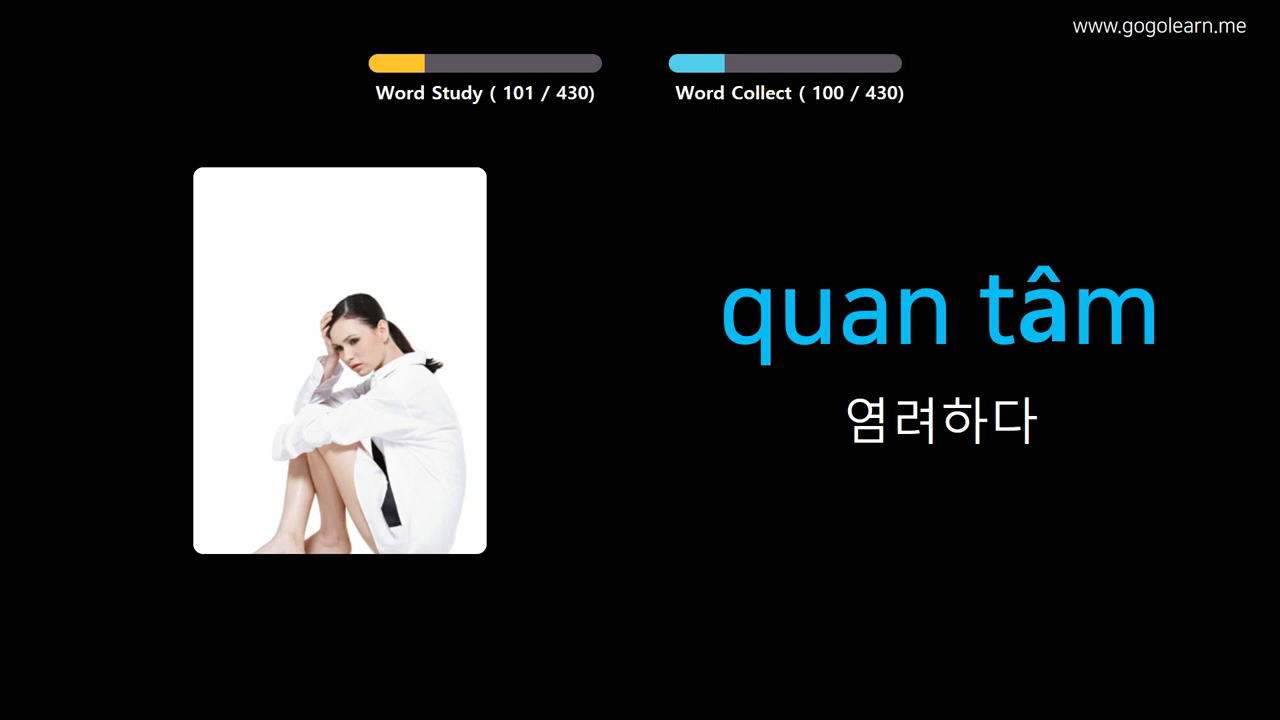 www.gogolearn.me
Word Study ( 101 / 430)
Word Collect ( 100 / 430)
quan tâm
염려하다